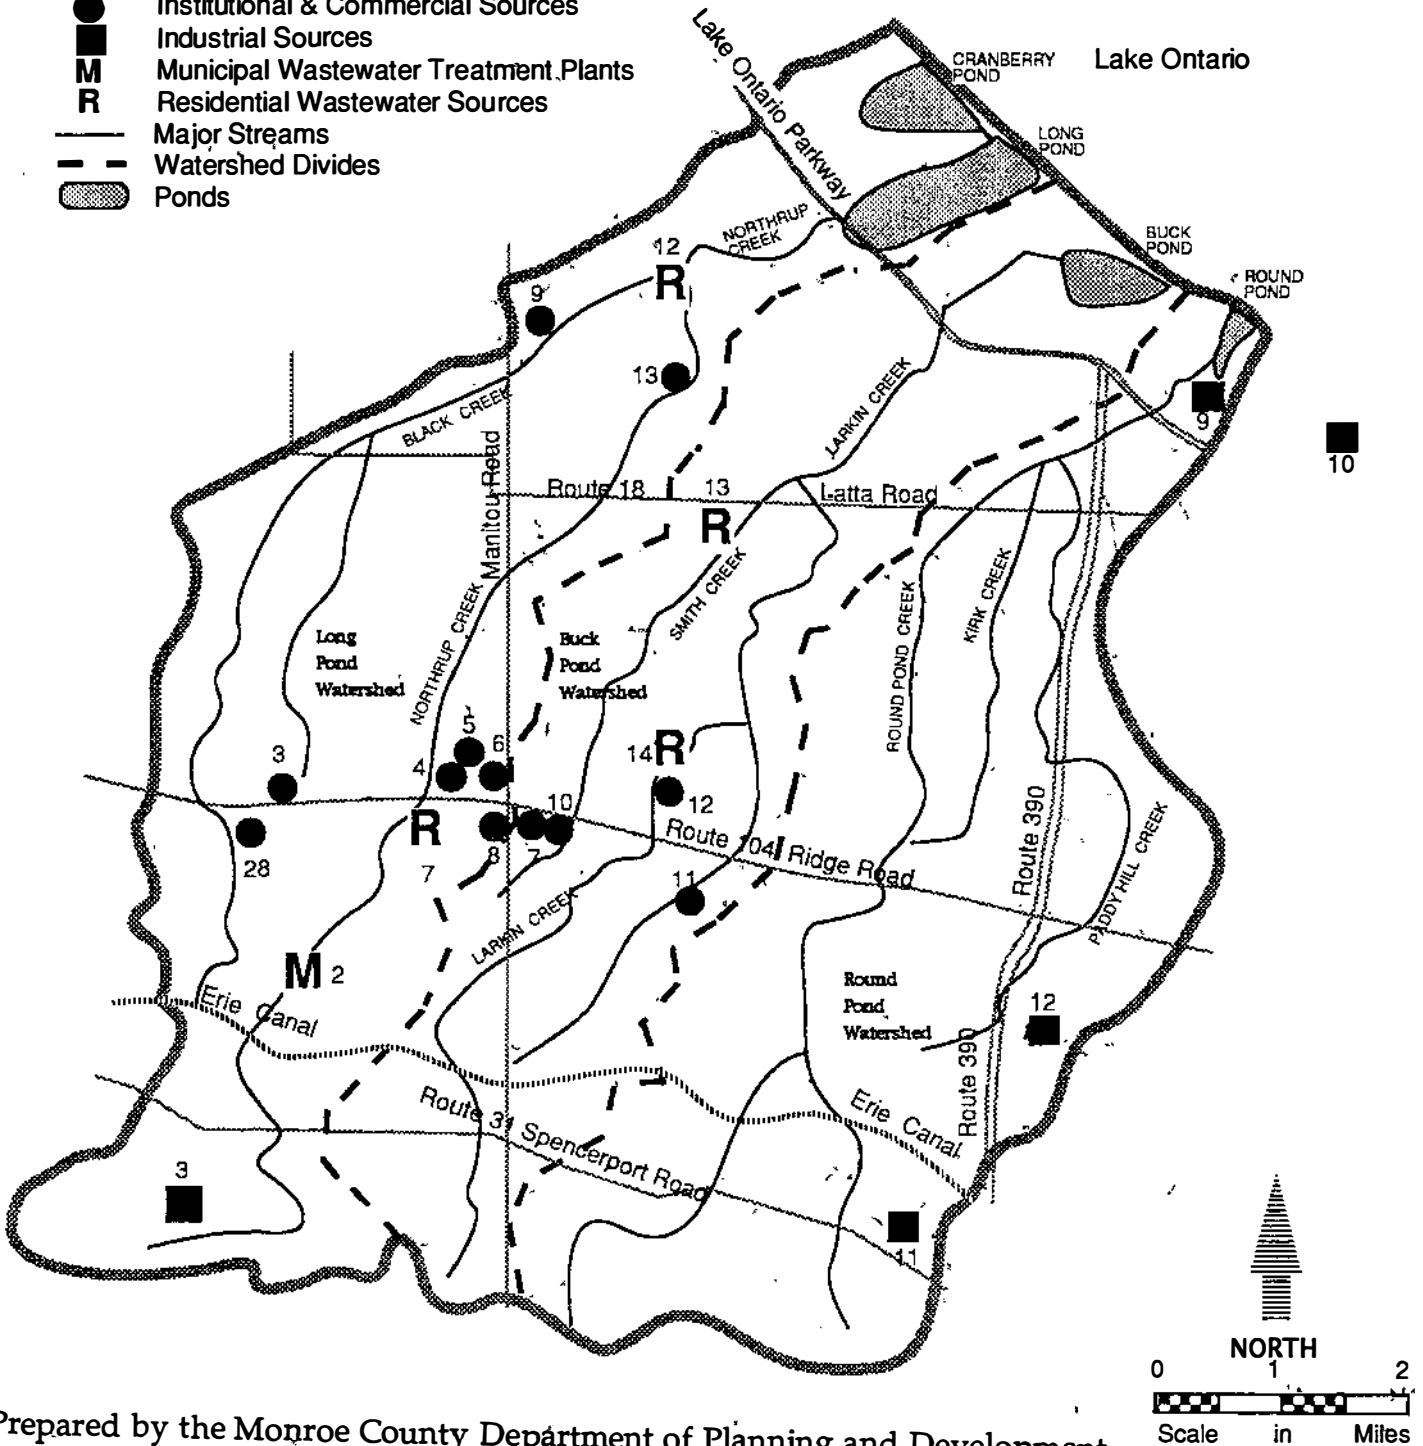 Institutional & Commercial Sources
Industrial Sources
M Municipal Wastewater Treatment Plants
R Residential Wastewater Sources
Major Streams
Watershed Divides
Ponds
Lake Ontario Parkway
CRANBERRY
POND
Lake Ontario
LONG
POND
BUCK
POND
ROUND
POND
NORTHRUP
CREEK
12
R
9
13
BLACK CREEK
LARKIN CREEK
9
10
Manitou Road
Route 18
13
R
Latta Road
SMITH CREEK
ROUND POND CREEK
KIRK CREEK
NORTHRUP CREEK
Long
Pond
Watershed
Buck
Pond
Watershed
3
4
5
6
14 R
12
28
R
7
8
7
10
Route 104
Ridge Road
Route 390
PADDY HILL CREEK
11
LARKIN CREEK
M 2
Erie Canal
Round
Pond
Watershed
12
Route 390
Erie Canal
Route 31 Spencerport Road
3
11
NORTH
0 1 2
Scale in Miles
Prepared by the Monroe County Department of Planning and Development